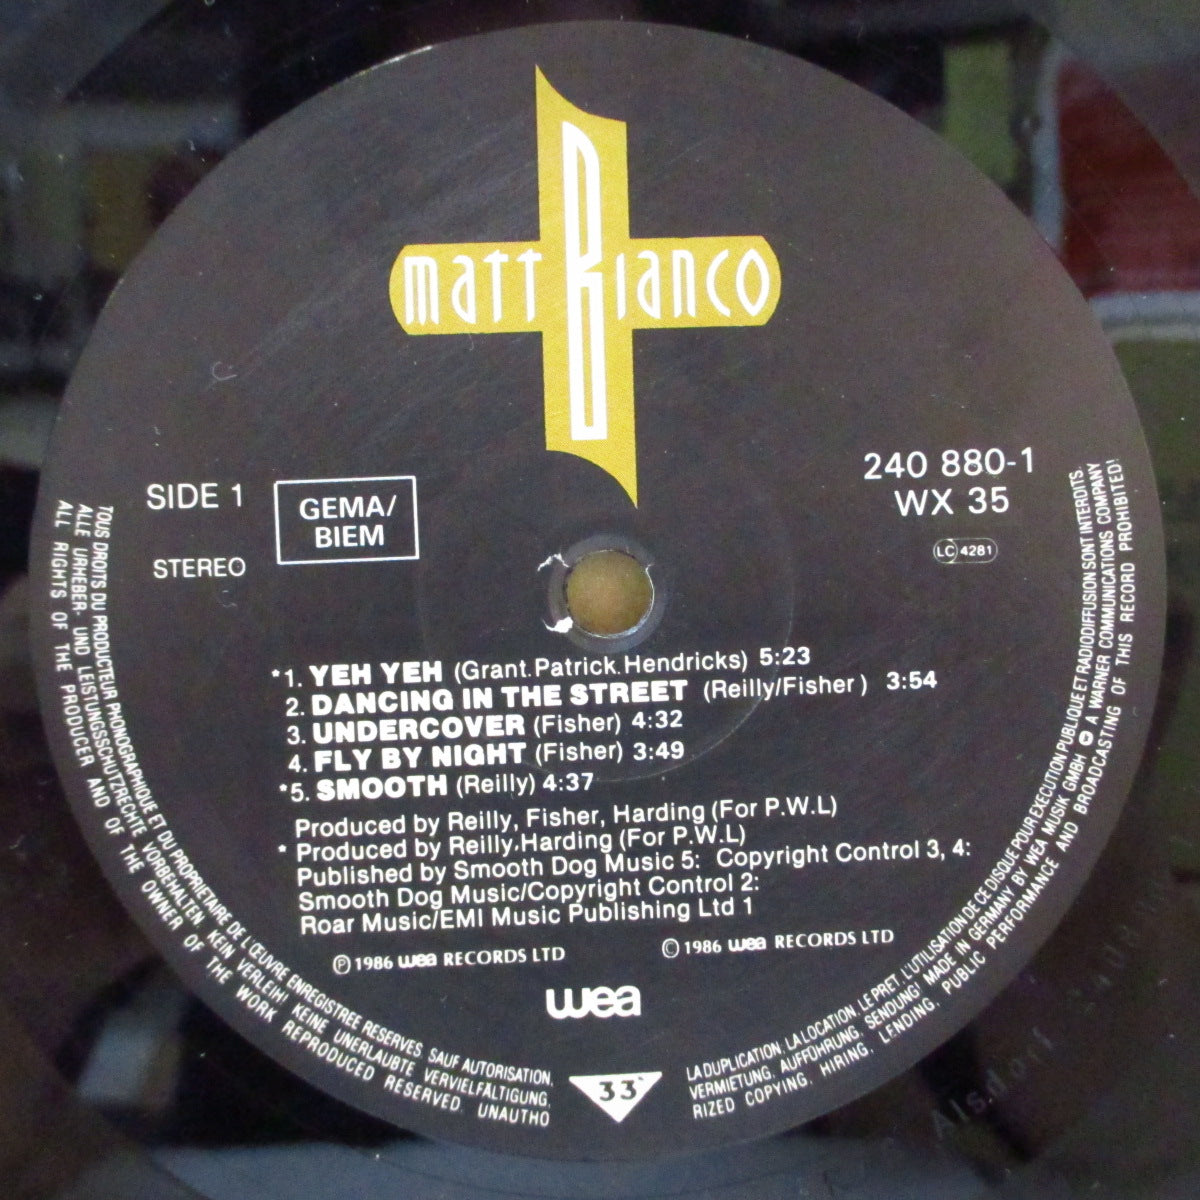 matt Bianco
SIDE 1
GEMA/
BIEM
STEREO
240 880-1
WX 35
LC 4281
*1. YEH YEH (Grant.Patrick.Hendricks) 5:23
2. DANCING IN THE STREET (Reilly/Fisher) 3:54
3. UNDERCOVER (Fisher) 4:32
4. FLY BY NIGHT (Fisher) 3:49
*5. SMOOTH (Reilly) 4:37
Produced by Reilly, Fisher, Harding (For P.W.L)
* Produced by Reilly.Harding (For P.W.L)
Published by Smooth Dog Music 5: Copyright Control 3, 4:
Smooth Dog Music/Copyright Control 2:
Roar Music/EMI Music Publishing Ltd 1
℗ 1986 wea RECORDS LTD © 1986 wea RECORDS LTD
wea
33
TOUS DROITS DU PRODUCTEUR PHONOGRAPHIQUE ET DU PROPRIETAIRE DE L'ŒUVRE ENREGISTREE RESERVES. SAUF AUTORISATION, LA DUPLICATION, LA LOCATION, LE PRET, L'UTILISATION DE CE DISQUE POUR EXECUTION PUBLIQUE ET RADIODIFFUSION SONT INTERDITS.
ALLE URHEBER- UND LEISTUNGSSCHUTZRECHTE VORBEHALTEN. KEIN VERLEIH! KEINE UNERLAUBTE VERVIELFÄLTIGUNG, VERMIETUNG, AUFFÜHRUNG, SENDUNG! MADE IN GERMANY BY WEA MUSIK GMBH A WARNER COMMUNICATIONS COMPANY
ALL RIGHTS OF THE PRODUCER AND OF THE OWNER OF THE WORK REPRODUCED RESERVED. UNAUTHORIZED COPYING, HIRING, LENDING, PUBLIC PERFORMANCE AND BROADCASTING OF THIS RECORD PROHIBITED!
Alsdorf